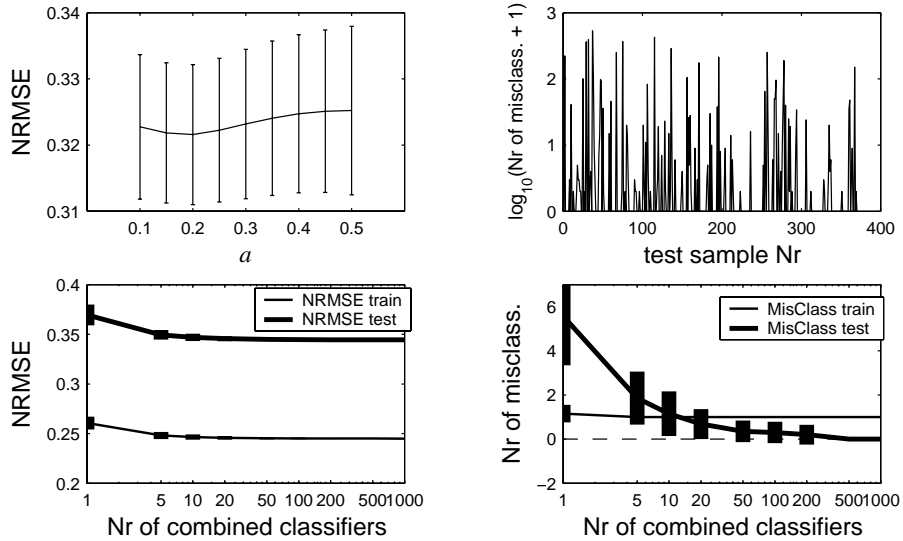 0.34
0.33
0.32
0.31
NRMSE
0.1 0.2 0.3 0.4 0.5
a
3
2
1
0
log10(Nr of misclass. + 1)
0 100 200 300 400
test sample Nr
0.4
0.35
0.3
0.25
0.2
NRMSE
NRMSE train
NRMSE test
1 5 10 20 50 100 200 500 1000
Nr of combined classifiers
6
4
2
0
−2
Nr of misclass.
MisClass train
MisClass test
1 5 10 20 50 100 200 500 1000
Nr of combined classifiers